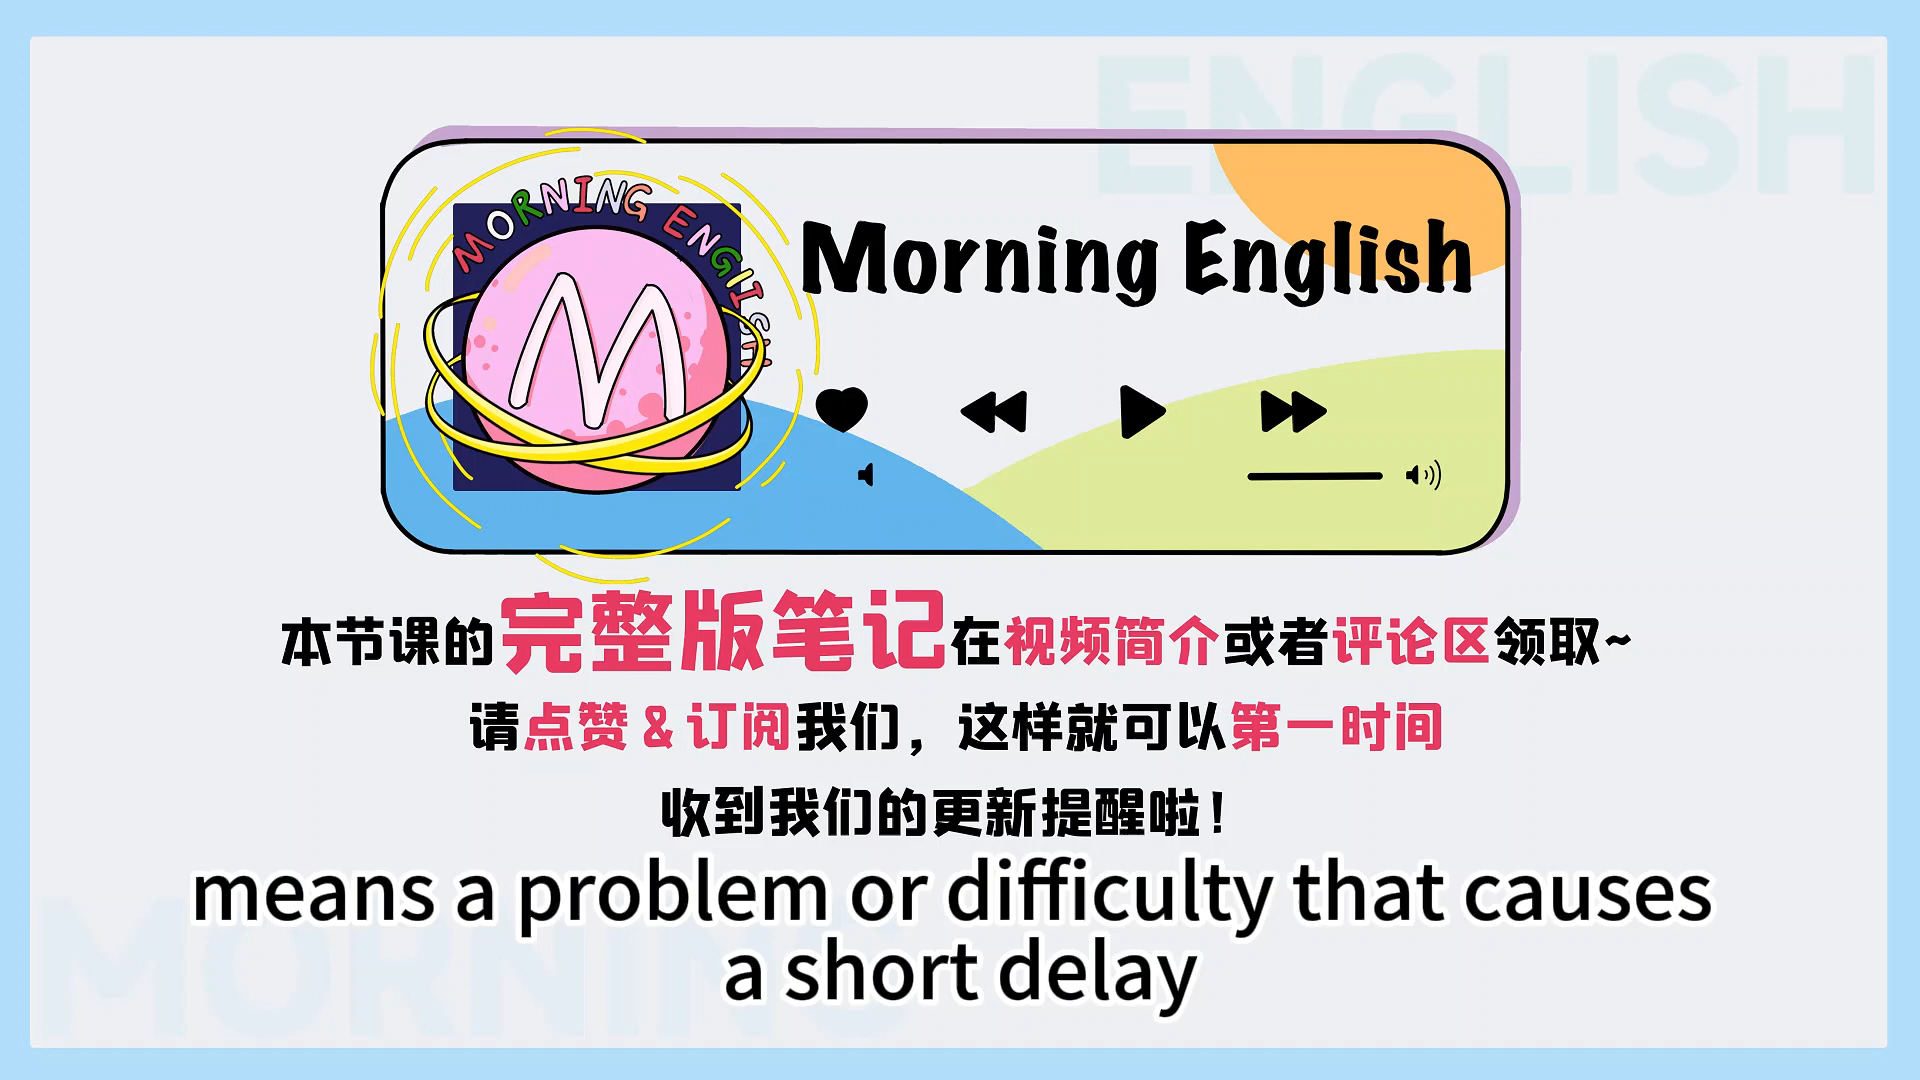 ENGLISH
MORNING ENGLISH
M
Morning English
本节课的完整版笔记在视频简介或者评论区领取~
请点赞&订阅我们，这样就可以第一时间
收到我们的更新提醒啦！
MORNING
means a problem or difficulty that causes
a short delay